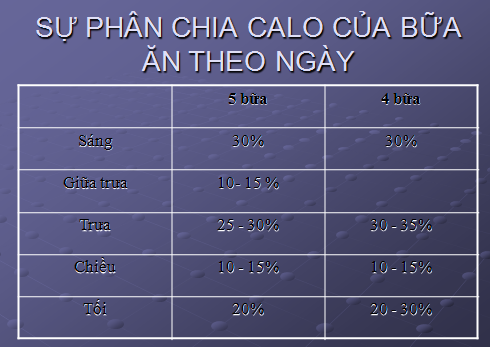 SỰ PHÂN CHIA CALO CỦA BỮA
ĂN THEO NGÀY
5 bữa 4 bữa
Sáng 30% 30%
Giữa trưa 10- 15 %
Trưa 25 - 30% 30 - 35%
Chiều 10 - 15% 10 - 15%
Tối 20% 20 - 30%